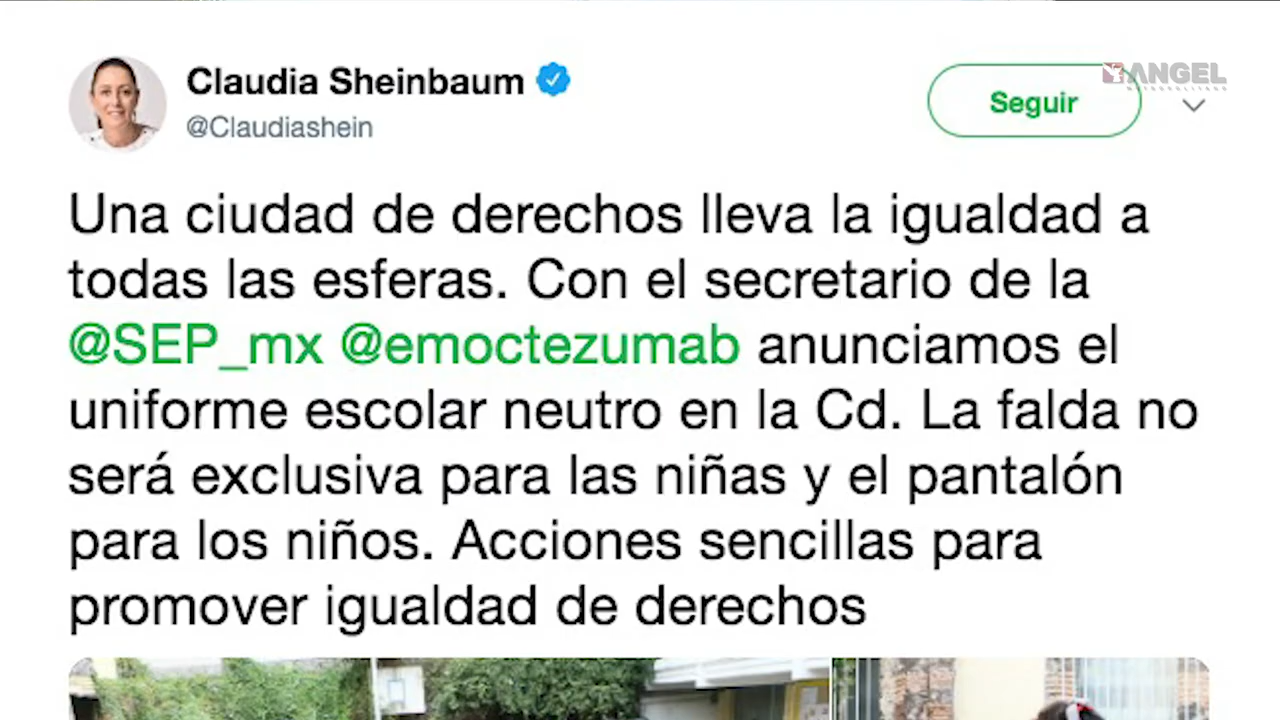 Claudia Sheinbaum
@Claudiashein
Seguir
ANGEL
Una ciudad de derechos lleva la igualdad a
todas las esferas. Con el secretario de la
@SEP_mx @emoctezumab anunciamos el
uniforme escolar neutro en la Cd. La falda no
será exclusiva para las niñas y el pantalón
para los niños. Acciones sencillas para
promover igualdad de derechos